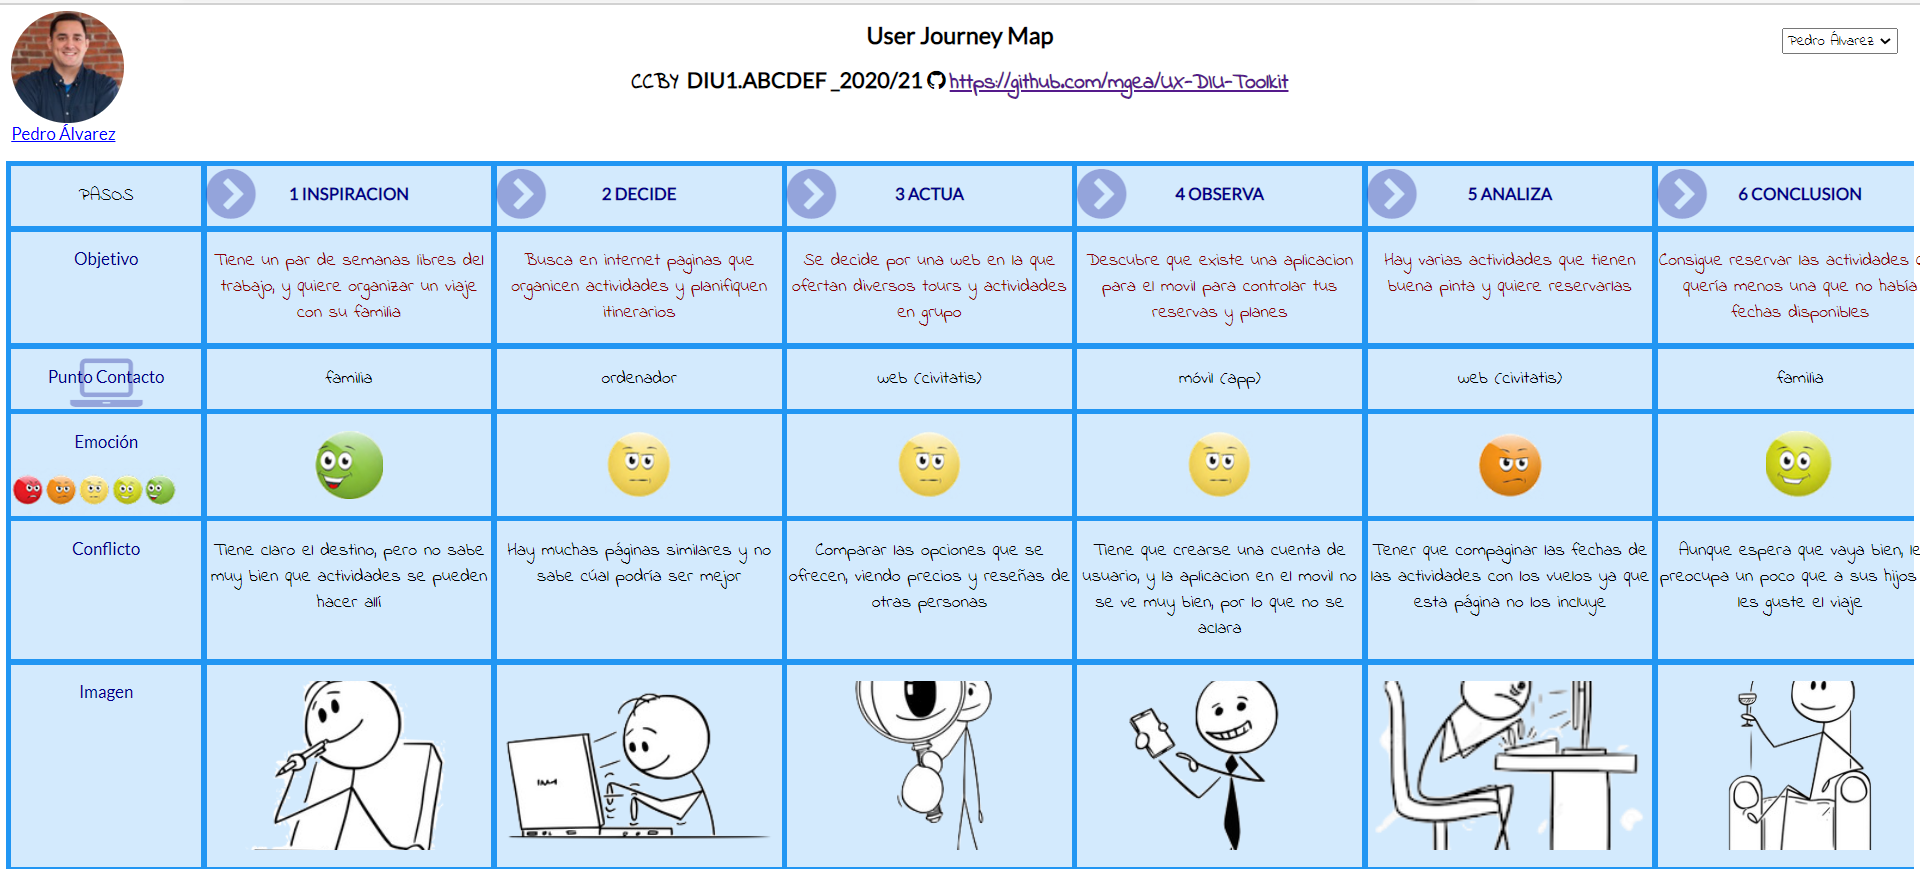 User Journey Map
Pedro Álvarez
CCBY DIU1.ABCDEF_2020/21 https://github.com/mgea/UX-DIU-Toolkit
Pedro Álvarez
PASOS
1 INSPIRACION
2 DECIDE
3 ACTUA
4 OBSERVA
5 ANALIZA
6 CONCLUSION
Objetivo
Tiene un par de semanas libres del
trabajo, y quiere organizar un viaje
con su familia
Busca en internet paginas que
organicen actividades y planifiquen
itinerarios
Se decide por una web en la que
ofertan diversos tours y actividades
en grupo
Descubre que existe una aplicacion
para el movil para controlar tus
reservas y planes
Hay varias actividades que tienen
buena pinta y quiere reservarlas
Consigue reservar las actividades
quería menos una que no había
fechas disponibles
Punto Contacto
familia
ordenador
web (civitatis)
móvil (app)
web (civitatis)
familia
Emoción
Conflicto
Tiene claro el destino, pero no sabe
muy bien que actividades se pueden
hacer allí
Hay muchas páginas similares y no
sabe cúal podría ser mejor
Comparar las opciones que se
ofrecen, viendo precios y reseñas de
otras personas
Tiene que crearse una cuenta de
usuario, y la aplicacion en el movil no
se ve muy bien, por lo que no se
aclara
Tener que compaginar las fechas de
las actividades con los vuelos ya que
esta página no los incluye
Aunque espera que vaya bien, le
preocupa un poco que a sus hijos
les guste el viaje
Imagen